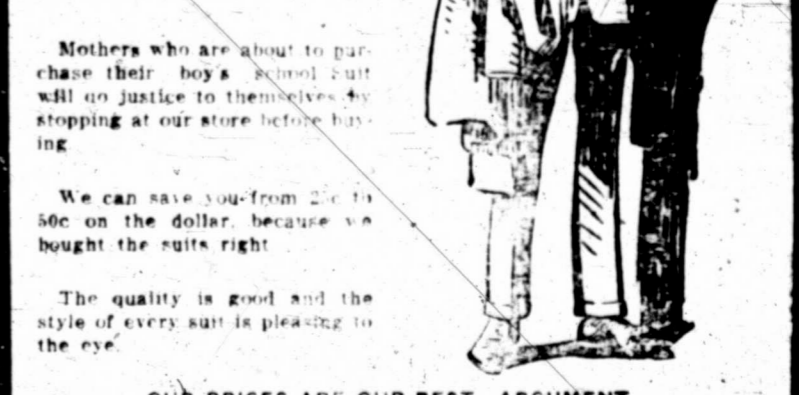 Mothers who are about to pur-
chase their boy's school suit
will do justice to themselves by
stopping at our store before buy-
ing
We can save you from to
50c on the dollar, because we
bought the suits right
The quality is good and the
style of every suit is pleasing to
the eye.
OUR PRICES ARE OUR BEST ARGUMENT